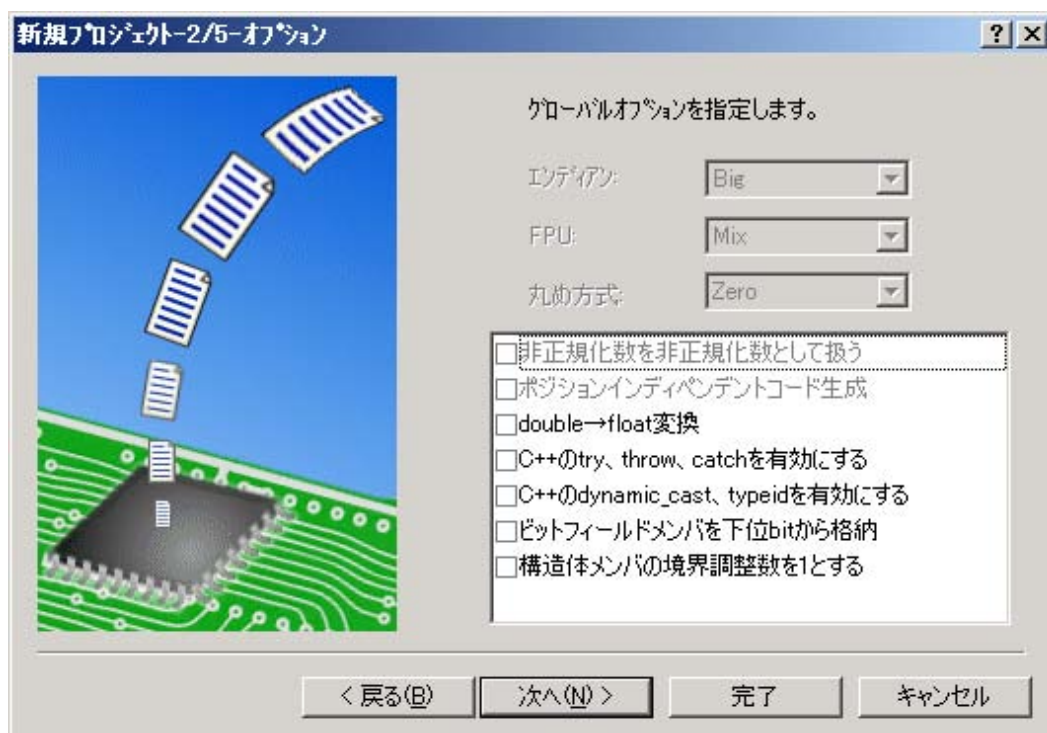 新規ﾌﾟﾛｼﾞｪｸﾄ-2/5-ｵﾌﾟｼｮﾝ
ｸﾞﾛｰﾊﾞﾙｵﾌﾟｼｮﾝを指定します。
ｴﾝﾃﾞｨｱﾝ: Big
FPU: Mix
丸め方式: Zero
非正規化数を非正規化数として扱う
ポジションインディペンデントコード生成
double→float変換
C++のtry、throw、catchを有効にする
C++のdynamic_cast、typeidを有効にする
ビットフィールドメンバを下位bitから格納
構造体メンバの境界調整数を1とする
< 戻る(B) 次へ(N) > 完了 キャンセル